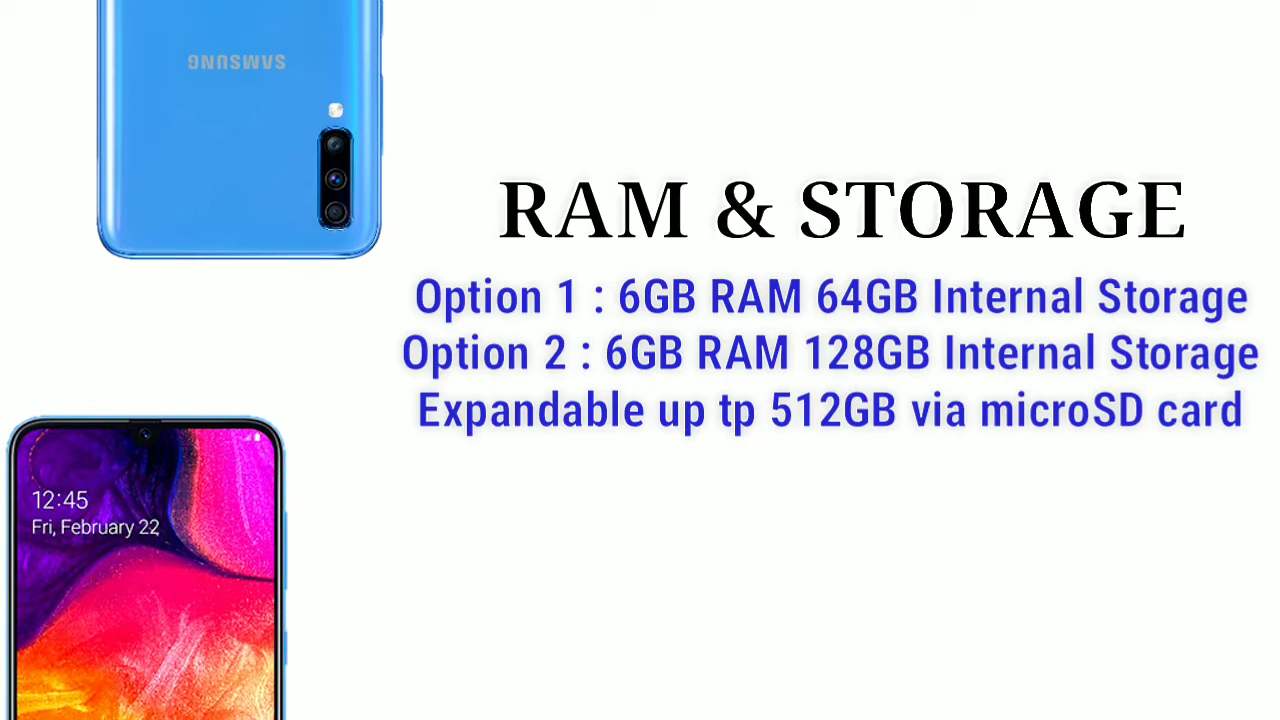 SAMSUNG
RAM & STORAGE
Option 1 : 6GB RAM 64GB Internal Storage
Option 2 : 6GB RAM 128GB Internal Storage
Expandable up tp 512GB via microSD card
12:45
Fri, February 22